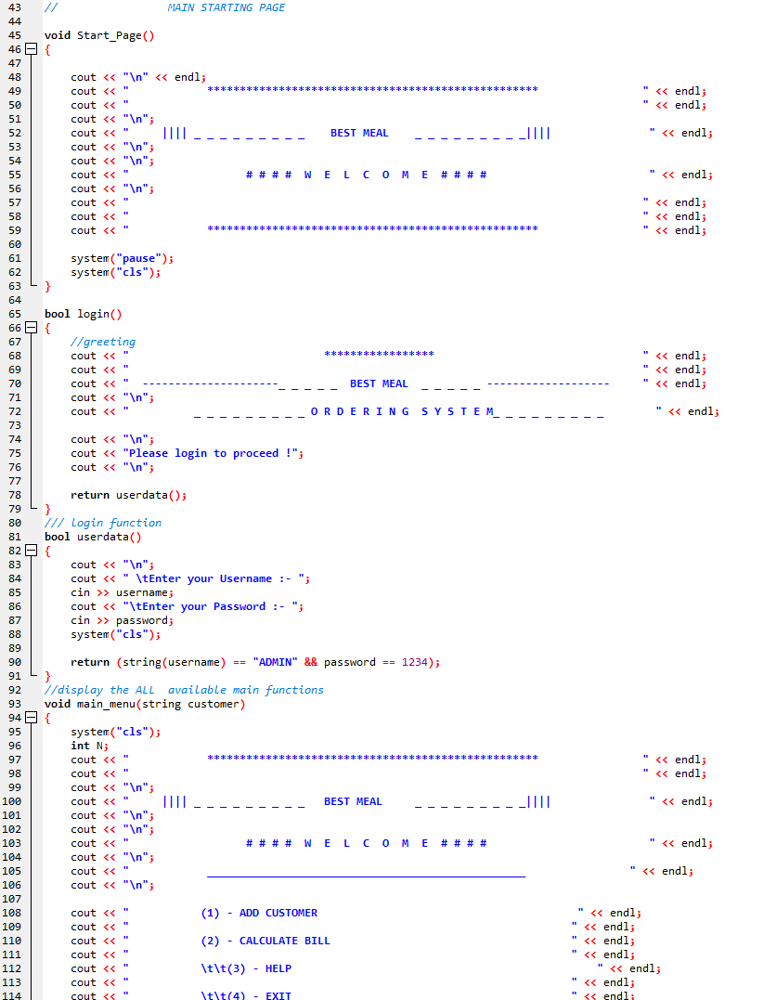 43 // MAIN STARTING PAGE
44
45 void Start_Page()
46 {
47
48 cout << "\n" << endl;
49 cout << " *************************************************** " << endl;
50 cout << " " << endl;
51 cout << "\n";
52 cout << " |||| _ _ _ _ _ _ _ _ _ BEST MEAL _ _ _ _ _ _ _ _ _|||| " << endl;
53 cout << "\n";
54 cout << "\n";
55 cout << " # # # # W E L C O M E # # # # " << endl;
56 cout << "\n";
57 cout << " " << endl;
58 cout << " " << endl;
59 cout << " *************************************************** " << endl;
60
61 system("pause");
62 system("cls");
63 }
64
65 bool login()
66 {
67 //greeting
68 cout << " ***************** " << endl;
69 cout << " " << endl;
70 cout << " ---------------------_ _ _ _ _ BEST MEAL _ _ _ _ _ ------------------- " << endl;
71 cout << "\n";
72 cout << " _ _ _ _ _ _ _ _ _ O R D E R I N G S Y S T E M_ _ _ _ _ _ _ _ _ " << endl;
73
74 cout << "\n";
75 cout << "Please login to proceed !";
76 cout << "\n";
77
78 return userdata();
79 }
80 /// login function
81 bool userdata()
82 {
83 cout << "\n";
84 cout << " \tEnter your Username :- ";
85 cin >> username;
86 cout << "\tEnter your Password :- ";
87 cin >> password;
88 system("cls");
89
90 return (string(username) == "ADMIN" && password == 1234);
91 }
92 //display the ALL available main functions
93 void main_menu(string customer)
94 {
95 system("cls");
96 int N;
97 cout << " *************************************************** " << endl;
98 cout << " " << endl;
99 cout << "\n";
100 cout << " |||| _ _ _ _ _ _ _ _ _ BEST MEAL _ _ _ _ _ _ _ _ _|||| " << endl;
101 cout << "\n";
102 cout << "\n";
103 cout << " # # # # W E L C O M E # # # # " << endl;
104 cout << "\n";
105 cout << " _________________________________________________ " << endl;
106 cout << "\n";
107
108 cout << " (1) - ADD CUSTOMER " << endl;
109 cout << " " << endl;
110 cout << " (2) - CALCULATE BILL " << endl;
111 cout << " " << endl;
112 cout << " \t\t(3) - HELP " << endl;
113 cout << " " << endl;
114 cout << " \t\t(4) - EXIT " << endl;